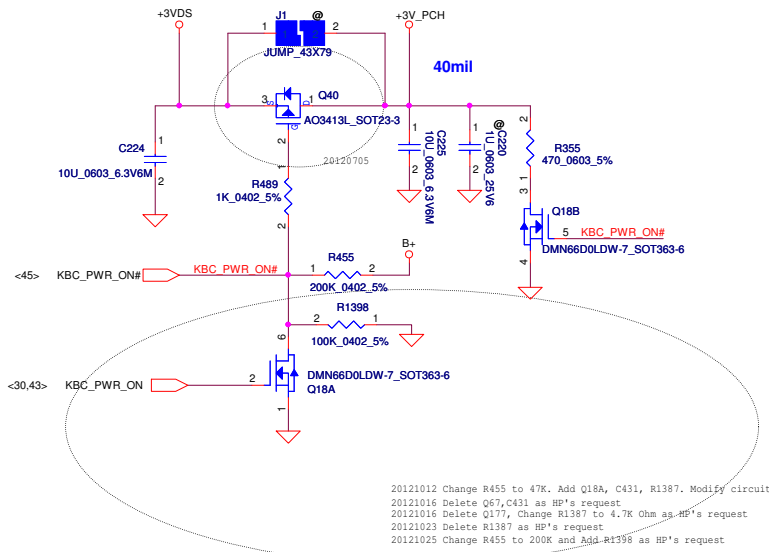 +3VDS
J1
@
+3V_PCH
1
2
JUMP_43X79
40mil
Q40
3
S
D
1
G
AO3413L_SOT23-3
2
20120705
C224
1
2
10U_0603_6.3V6M
1
R489
1K_0402_5%
2
1
2
C225
10U_0603_6.3V6M
1
2
@
C220
1U_0603_25V6
2
R355
470_0603_5%
1
3
Q18B
5
KBC_PWR_ON#
DMN66D0LDW-7_SOT363-6
4
B+
R455
<45>
KBC_PWR_ON#
KBC_PWR_ON#
1
2
200K_0402_5%
R1398
2
1
100K_0402_5%
6
DMN66D0LDW-7_SOT363-6
Q18A
<30,43>
KBC_PWR_ON
2
1
20121012 Change R455 to 47K. Add Q18A, C431, R1387. Modify circuit
20121016 Delete Q67,C431 as HP's request
20121016 Delete Q177, Change R1387 to 4.7K Ohm as HP's request
20121023 Delete R1387 as HP's request
20121025 Change R455 to 200K and Add R1398 as HP's request